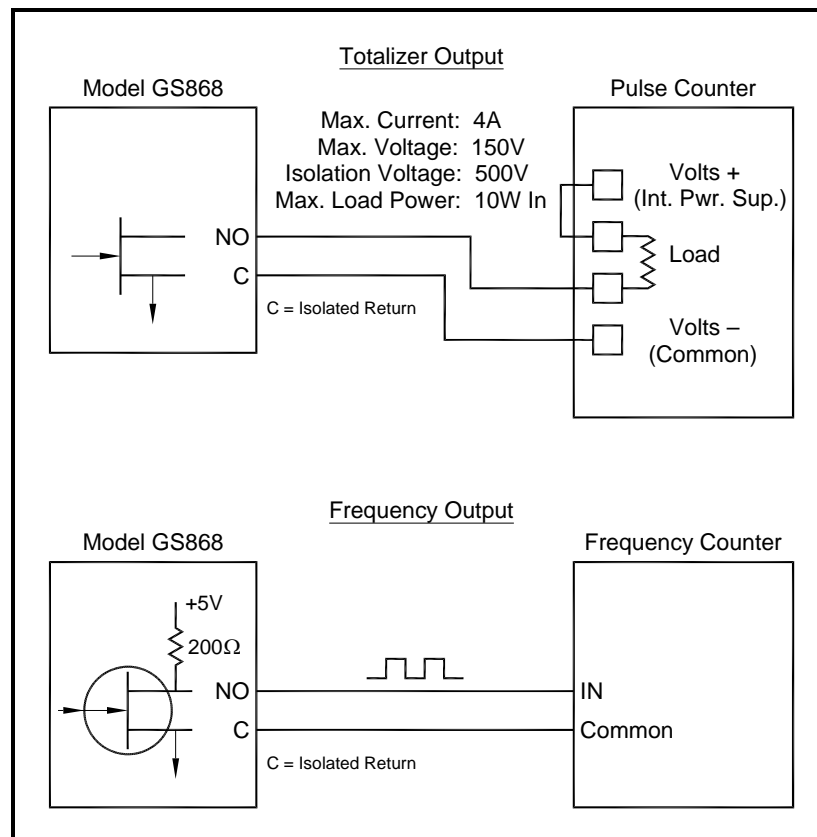 Totalizer Output
Model GS868
Pulse Counter
Max. Current: 4A
Max. Voltage: 150V
Isolation Voltage: 500V
Max. Load Power: 10W In
Volts +
(Int. Pwr. Sup.)
NO
Load
C
C = Isolated Return
Volts –
(Common)
Frequency Output
Model GS868
Frequency Counter
+5V
200Ω
NO
IN
C
Common
C = Isolated Return